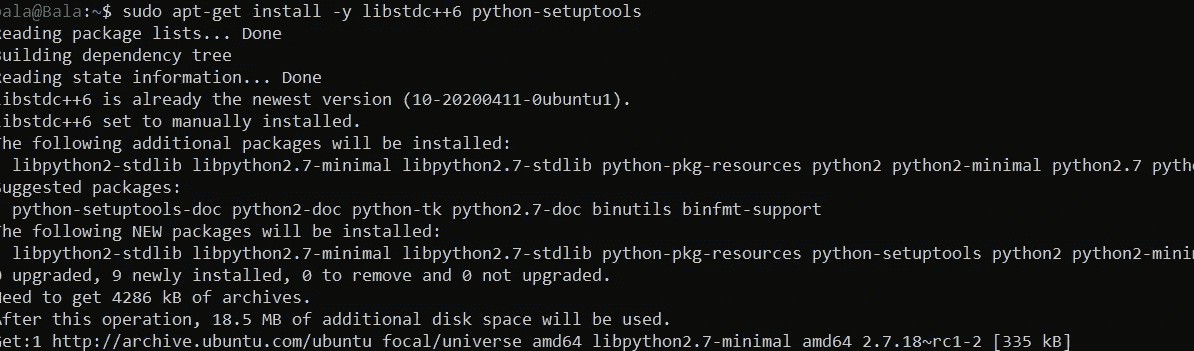 bala@Bala:~$ sudo apt-get install -y libstdc++6 python-setuptools
eading package lists... Done
uilding dependency tree
eading state information... Done
ibstdc++6 is already the newest version (10-20200411-0ubuntu1).
ibstdc++6 set to manually installed.
The following additional packages will be installed:
libpython2-stdlib libpython2.7-minimal libpython2.7-stdlib python-pkg-resources python2 python2-minimal python2.7 pyth
Suggested packages:
python-setuptools-doc python2-doc python-tk python2.7-doc binutils binfmt-support
The following NEW packages will be installed:
libpython2-stdlib libpython2.7-minimal libpython2.7-stdlib python-pkg-resources python-setuptools python2 python2-mini
0 upgraded, 9 newly installed, 0 to remove and 0 not upgraded.
Need to get 4286 kB of archives.
After this operation, 18.5 MB of additional disk space will be used.
Get:1 http://archive.ubuntu.com/ubuntu focal/universe amd64 libpython2.7-minimal amd64 2.7.18~rc1-2 [335 kB]